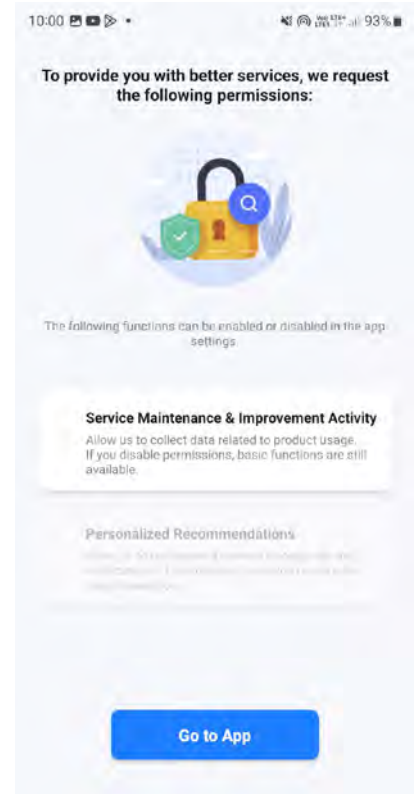 10:00
93%
To provide you with better services, we request
the following permissions:
The following functions can be enabled or disabled in the app
settings
Service Maintenance & Improvement Activity
Allow us to collect data related to product usage.
If you disable permissions, basic functions are still
available.
Personalized Recommendations
Go to App